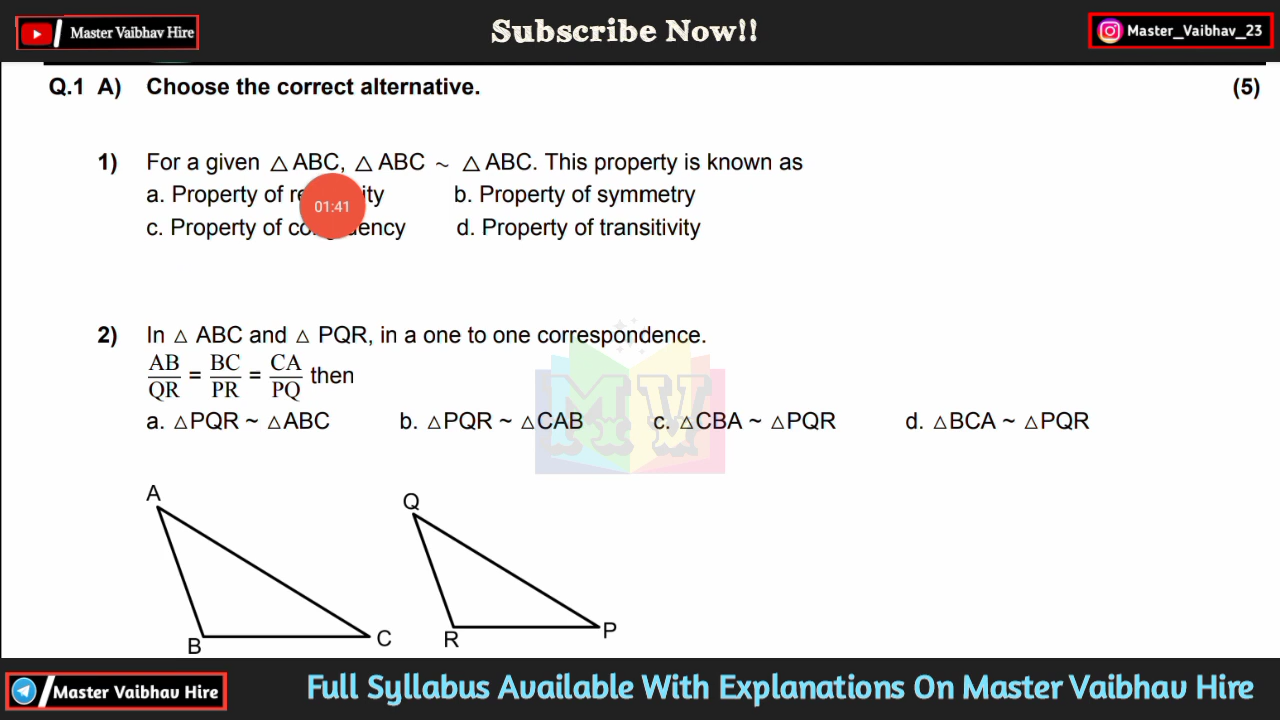 Master Vaibhav Hire
Subscribe Now!!
Master_Vaibhav_23
Q.1 A) Choose the correct alternative. (5)
1) For a given △ ABC, △ ABC ~ △ ABC. This property is known as
a. Property of b. Property of symmetry
01:41
c. Property of d. Property of transitivity
2) In △ ABC and △ PQR, in a one to one correspondence.
AB/QR = BC/PR = CA/PQ then
a. △PQR ~ △ABC b. △PQR ~ △CAB c. △CBA ~ △PQR d. △BCA ~ △PQR
MV
A
Q
B
C
R
P
Master Vaibhav Hire
Full Syllabus Available With Explanations On Master Vaibhav Hire